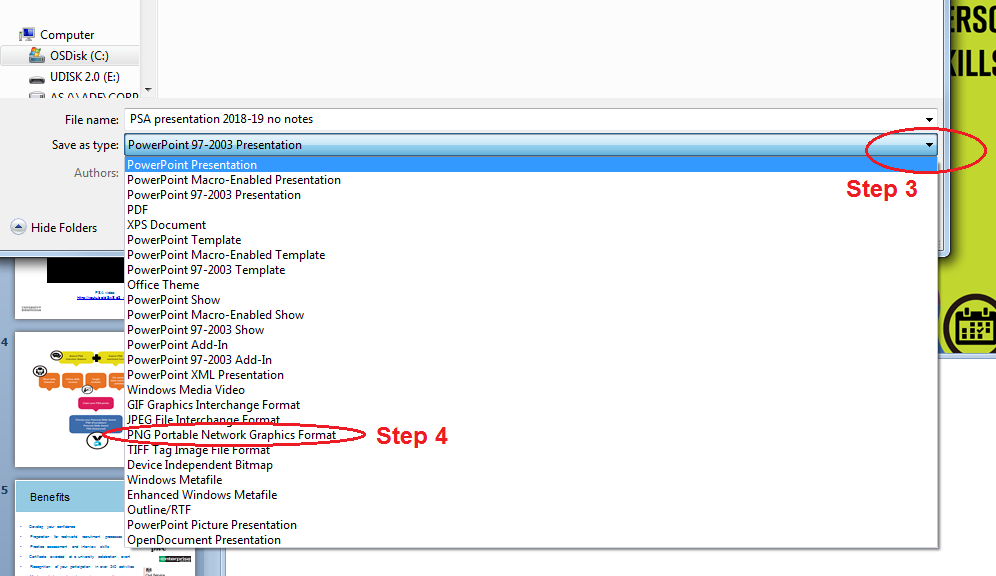 Computer
OSDisk (C:)
UDISK 2.0 (E:)
ERSO
KILLS
File name: PSA presentation 2018-19 no notes
Save as type: PowerPoint 97-2003 Presentation
Authors:
Step 3
Hide Folders
PowerPoint Presentation
PowerPoint Macro-Enabled Presentation
PowerPoint 97-2003 Presentation
PDF
XPS Document
PowerPoint Template
PowerPoint Macro-Enabled Template
PowerPoint 97-2003 Template
Office Theme
PowerPoint Show
PowerPoint Macro-Enabled Show
PowerPoint 97-2003 Show
PowerPoint Add-In
PowerPoint 97-2003 Add-In
PowerPoint XML Presentation
Windows Media Video
GIF Graphics Interchange Format
JPEG File Interchange Format
PNG Portable Network Graphics Format
Step 4
TIFF Tag Image File Format
Device Independent Bitmap
Windows Metafile
Enhanced Windows Metafile
Outline/RTF
PowerPoint Picture Presentation
OpenDocument Presentation
4
5
Benefits